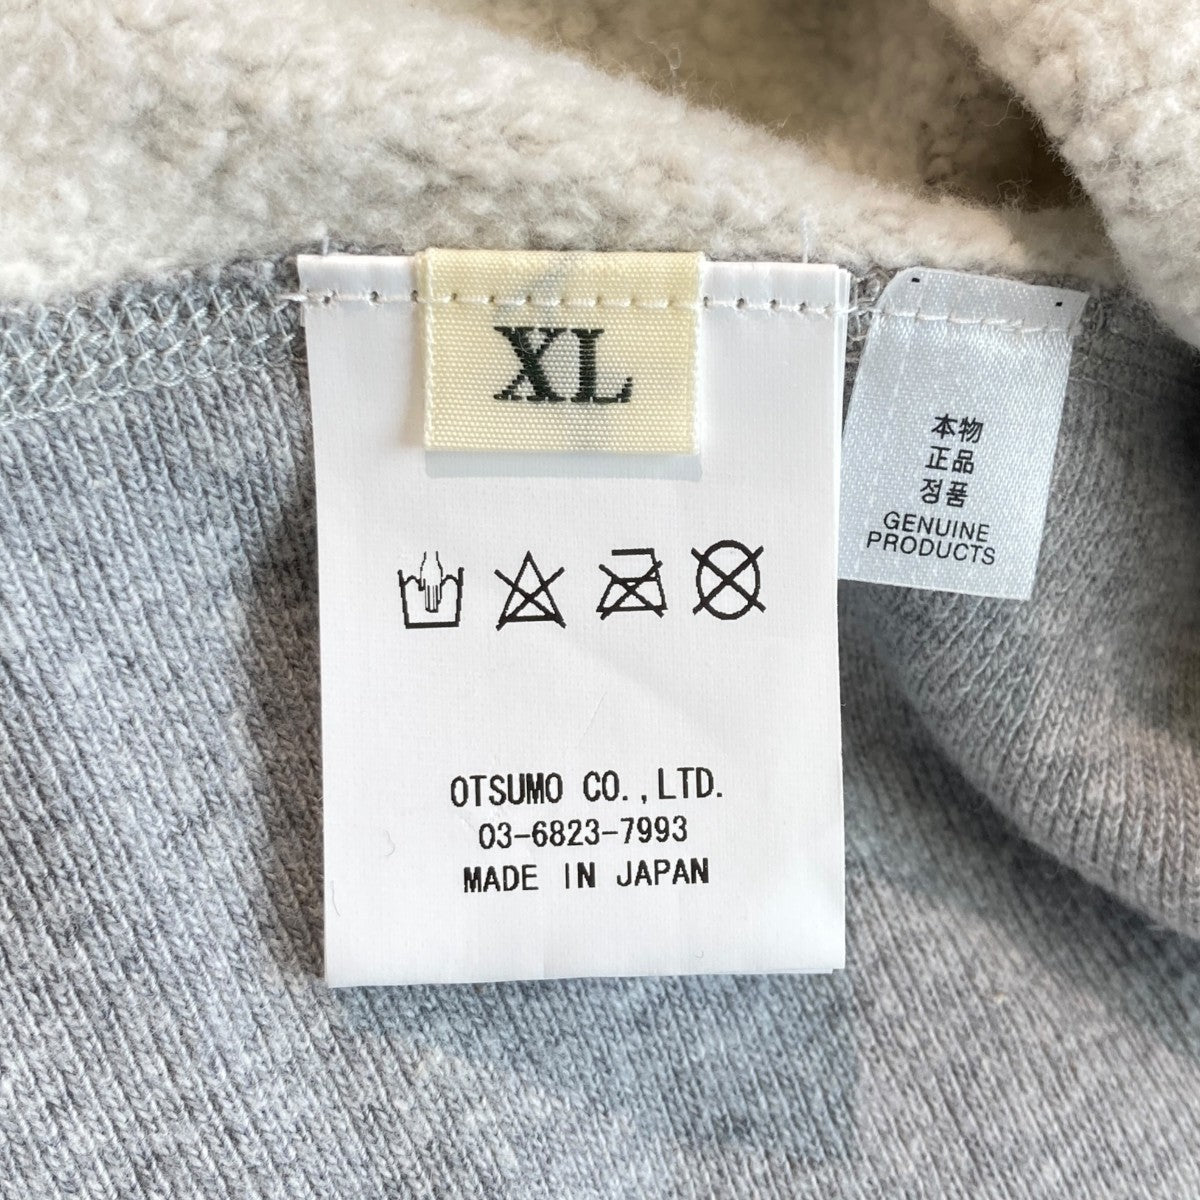 XL
OTSUMO CO.,LTD.
03-6823-7993
MADE IN JAPAN
本物
正品
정품
GENUINE
PRODUCTS